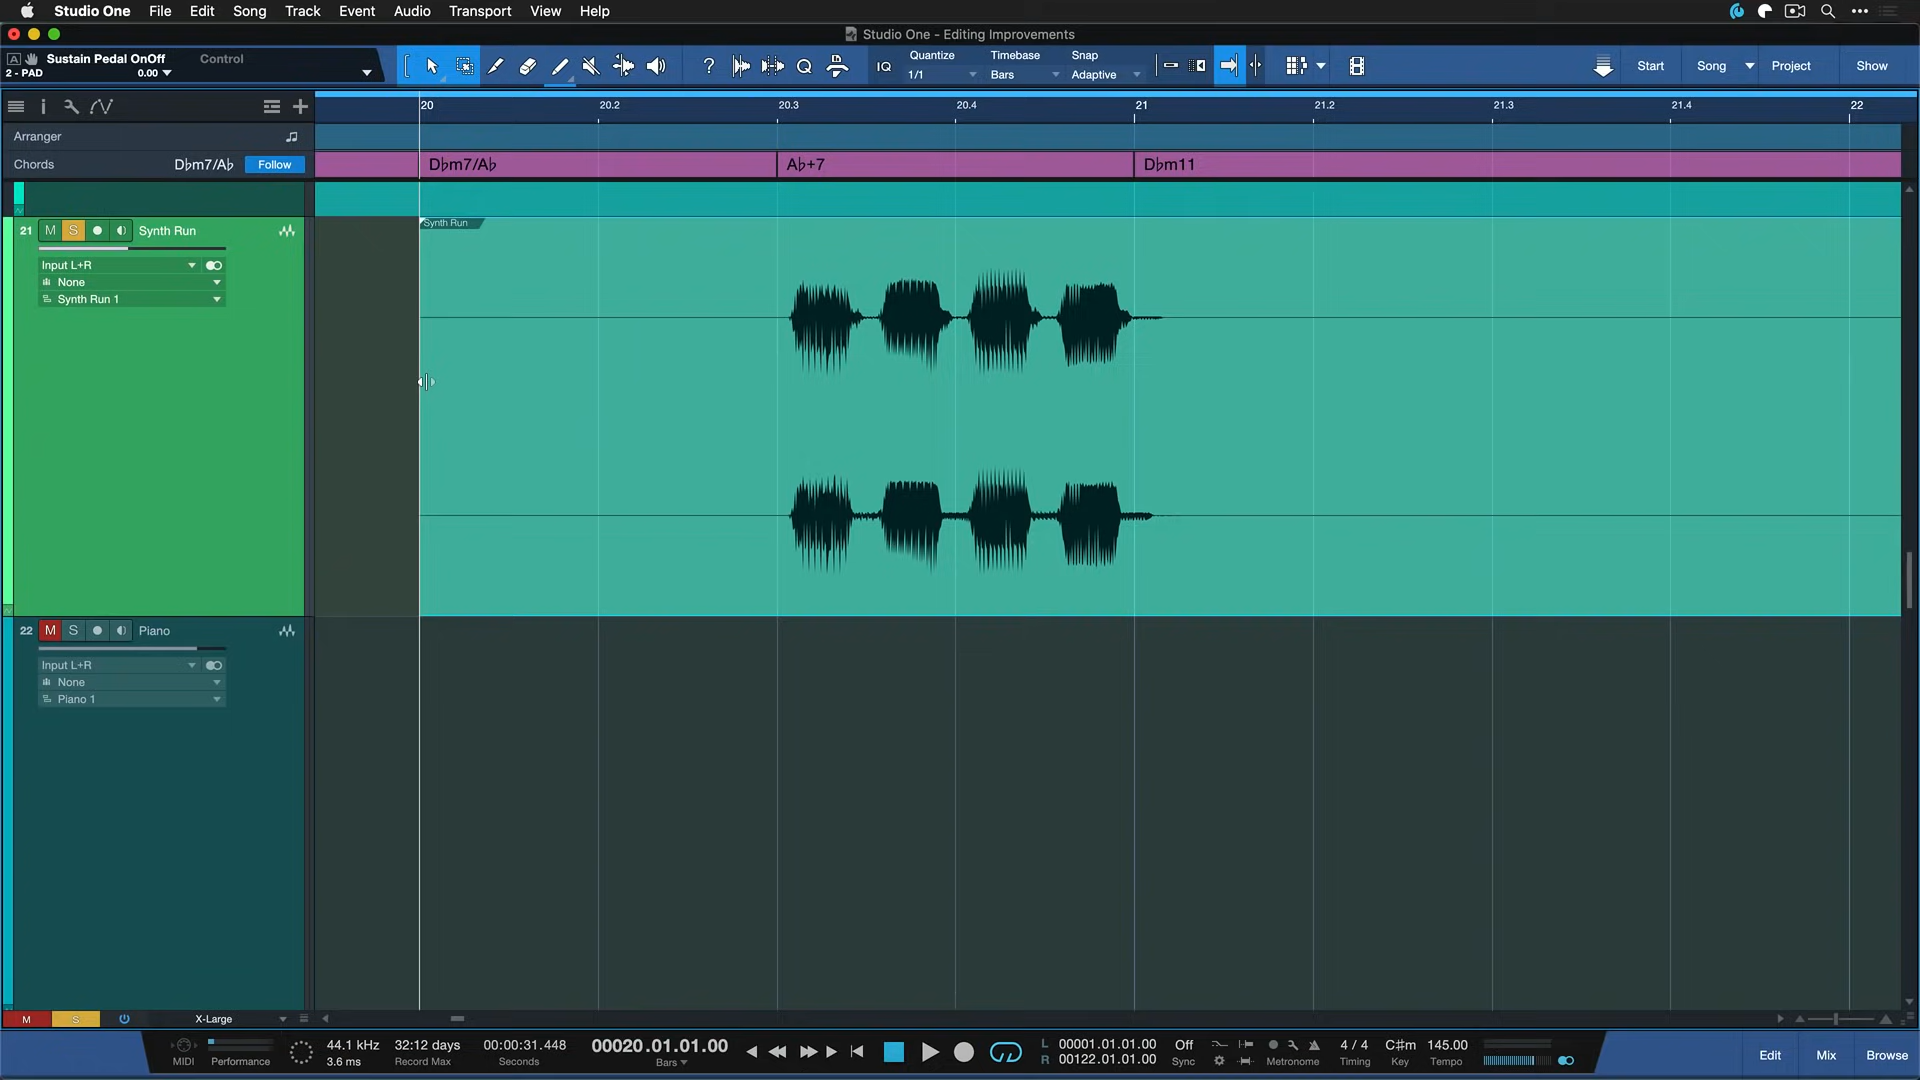 Studio One File Edit Song Track Event Audio Transport View Help
Studio One - Editing Improvements
Sustain Pedal OnOff Control
2 - PAD 0.00
IQ
Quantize Timebase Snap
1/1 Bars Adaptive
Start Song Project Show
20 20.2 20.3 20.4 21 21.2 21.3 21.4 22
Arranger
Chords D♭m7/A♭ Follow
D♭m7/A♭ A♭+7 D♭m11
21 M S Synth Run
Synth Run
Input L+R
None
Synth Run 1
22 M S Piano
Input L+R
None
Piano 1
M S X-Large
MIDI Performance
44.1 kHz
3.6 ms
32:12 days
Record Max
00:00:31.448
Seconds
00020.01.01.00
Bars
L 00001.01.01.00
R 00122.01.01.00
Off
Sync
Metronome
4 / 4
Timing
C♯m
Key
145.00
Tempo
Edit Mix Browse